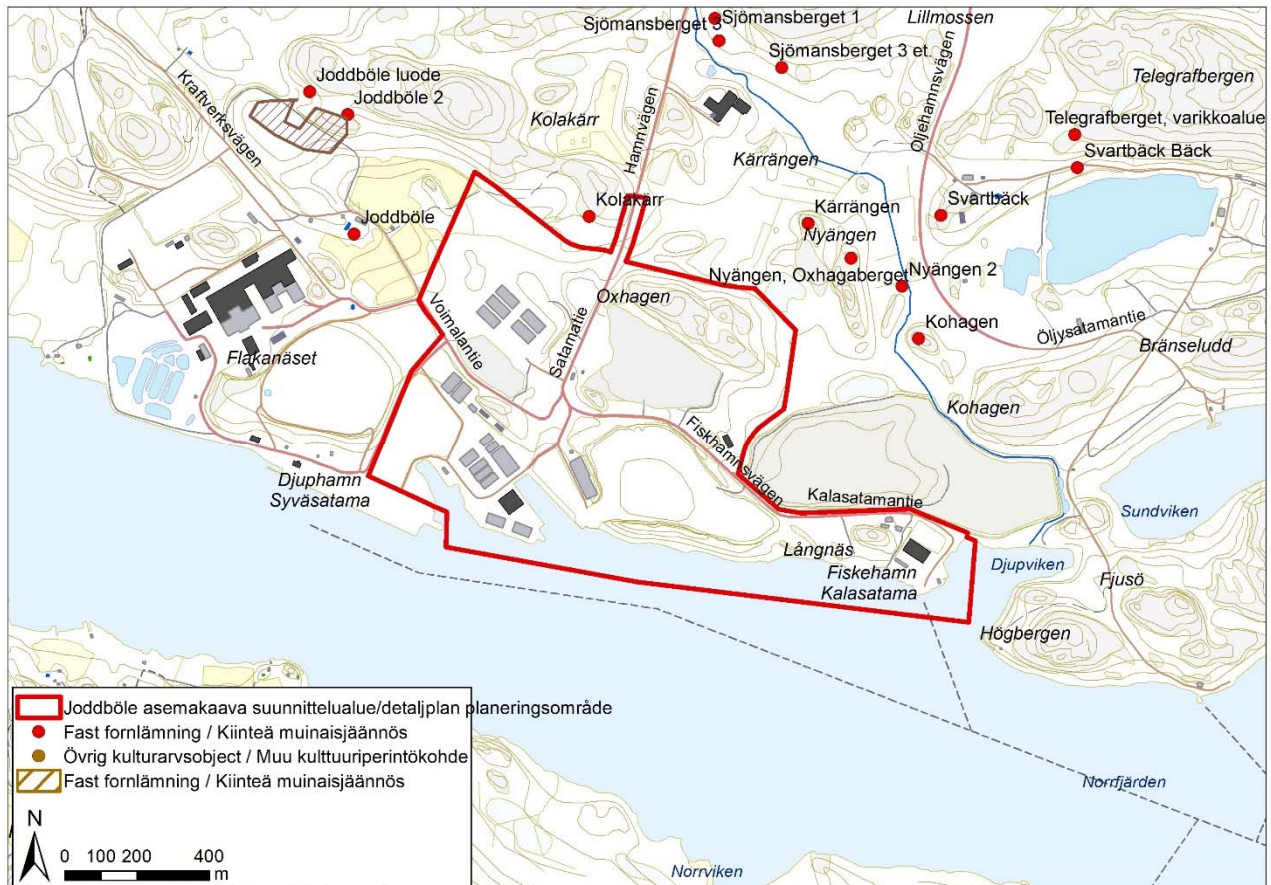 Sjömansberget 3
Sjömansberget 1
Lillmossen
Sjömansberget 3 et.
Telegrafbergen
Joddböle luode
Joddböle 2
Kraftverksvägen
Kolakärr
Hamnvägen
Oljehamnsvägen
Telegrafberget, varikkoalue
Svartbäck Bäck
Kärrängen
Kolakärr
Kärrängen
Svartbäck
Joddböle
Nyängen
Nyängen, Oxhagaberget
Nyängen 2
Oxhagen
Voimalantie
Satamatie
Kohagen
Öljysatamantie
Bränseludd
Flakanäset
Kohagen
Fiskhamnsvägen
Djuphamn
Syväsatama
Kalasatamantie
Sundviken
Långnäs
Fiskehamn
Kalasatama
Djupviken
Fjusö
Högbergen
Joddböle asemakaava suunnittelualue/detaljplan planeringsområde
Fast fornlämning / Kiinteä muinaisjäännös
Övrig kulturarvsobject / Muu kulttuuriperintökohde
Fast fornlämning / Kiinteä muinaisjäännös
Norrfjärden
N
0 100 200 400
m
Norrviken